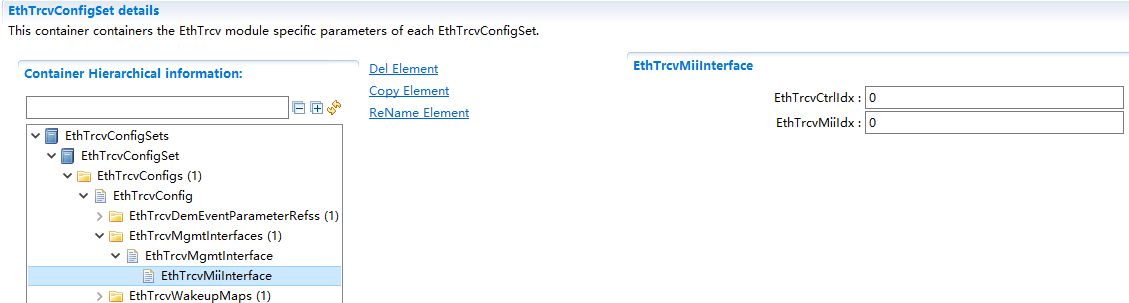 EthTrcvConfigSet details
This container containers the EthTrcv module specific parameters of each EthTrcvConfigSet.
Container Hierarchical information:
Del Element
Copy Element
ReName Element
EthTrcvConfigSets
EthTrcvConfigSet
EthTrcvConfigs (1)
EthTrcvConfig
EthTrcvDemEventParameterRefss (1)
EthTrcvMgmtInterfaces (1)
EthTrcvMgmtInterface
EthTrcvMiiInterface
EthTrcvWakeupMaps (1)
EthTrcvMiiInterface
EthTrcvCtrlIdx : 0
EthTrcvMiiIdx : 0